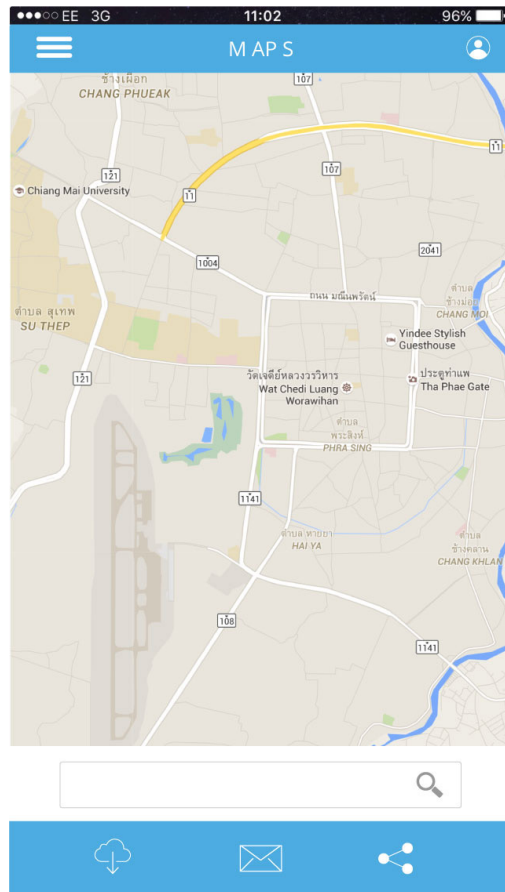 EE 3G 11:02 96%
MAPS
ช้างเผือก
CHANG PHUEAK
107
11
121
107
Chiang Mai University
11
2041
1004
ตำบล
ช้างม่อย
CHANG MOI
ถนน มณีนพรัตน์
ตำบล สุเทพ
SU THEP
Yindee Stylish
Guesthouse
121
วัดเจดีย์หลวงวรวิหาร
Wat Chedi Luang
Worawihan
ประตูท่าแพ
Tha Phae Gate
ตำบล
พระสิงห์
PHRA SING
1141
ตำบล หายยา
HAI YA
ตำบล
ช้างคลาน
CHANG KHLAN
108
1141